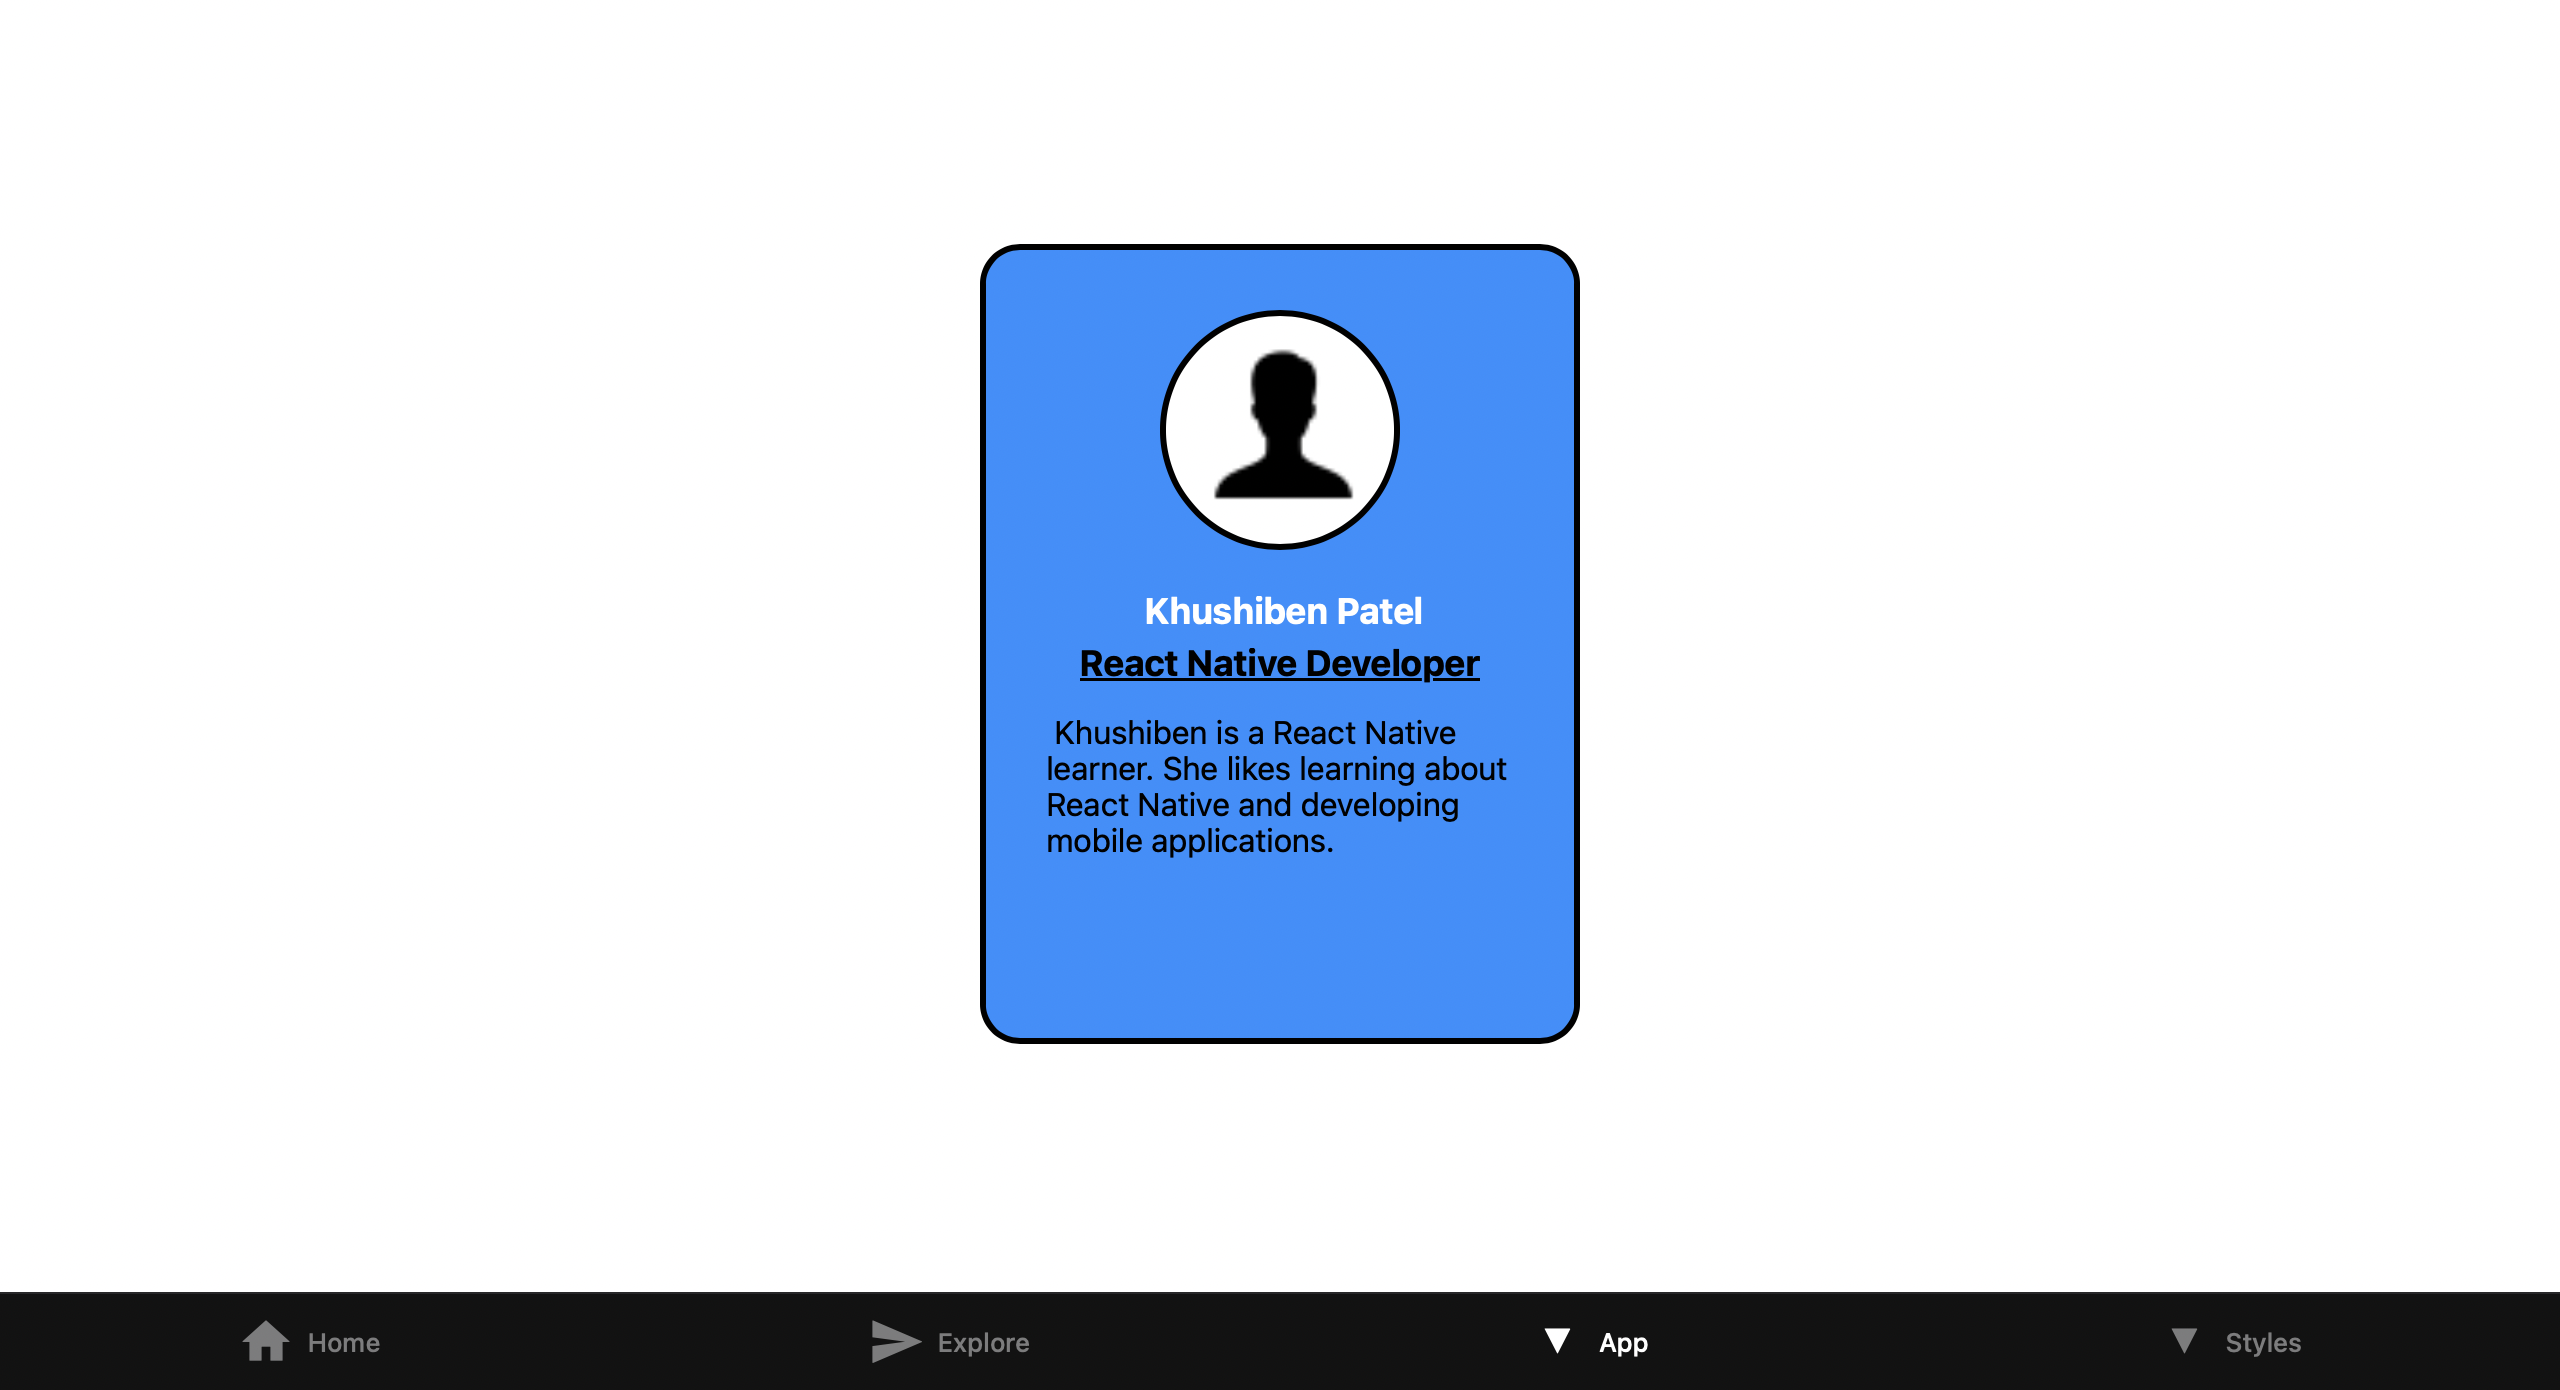 Khushiben Patel
React Native Developer
Khushiben is a React Native
learner. She likes learning about
React Native and developing
mobile applications.
Home
Explore
App
Styles